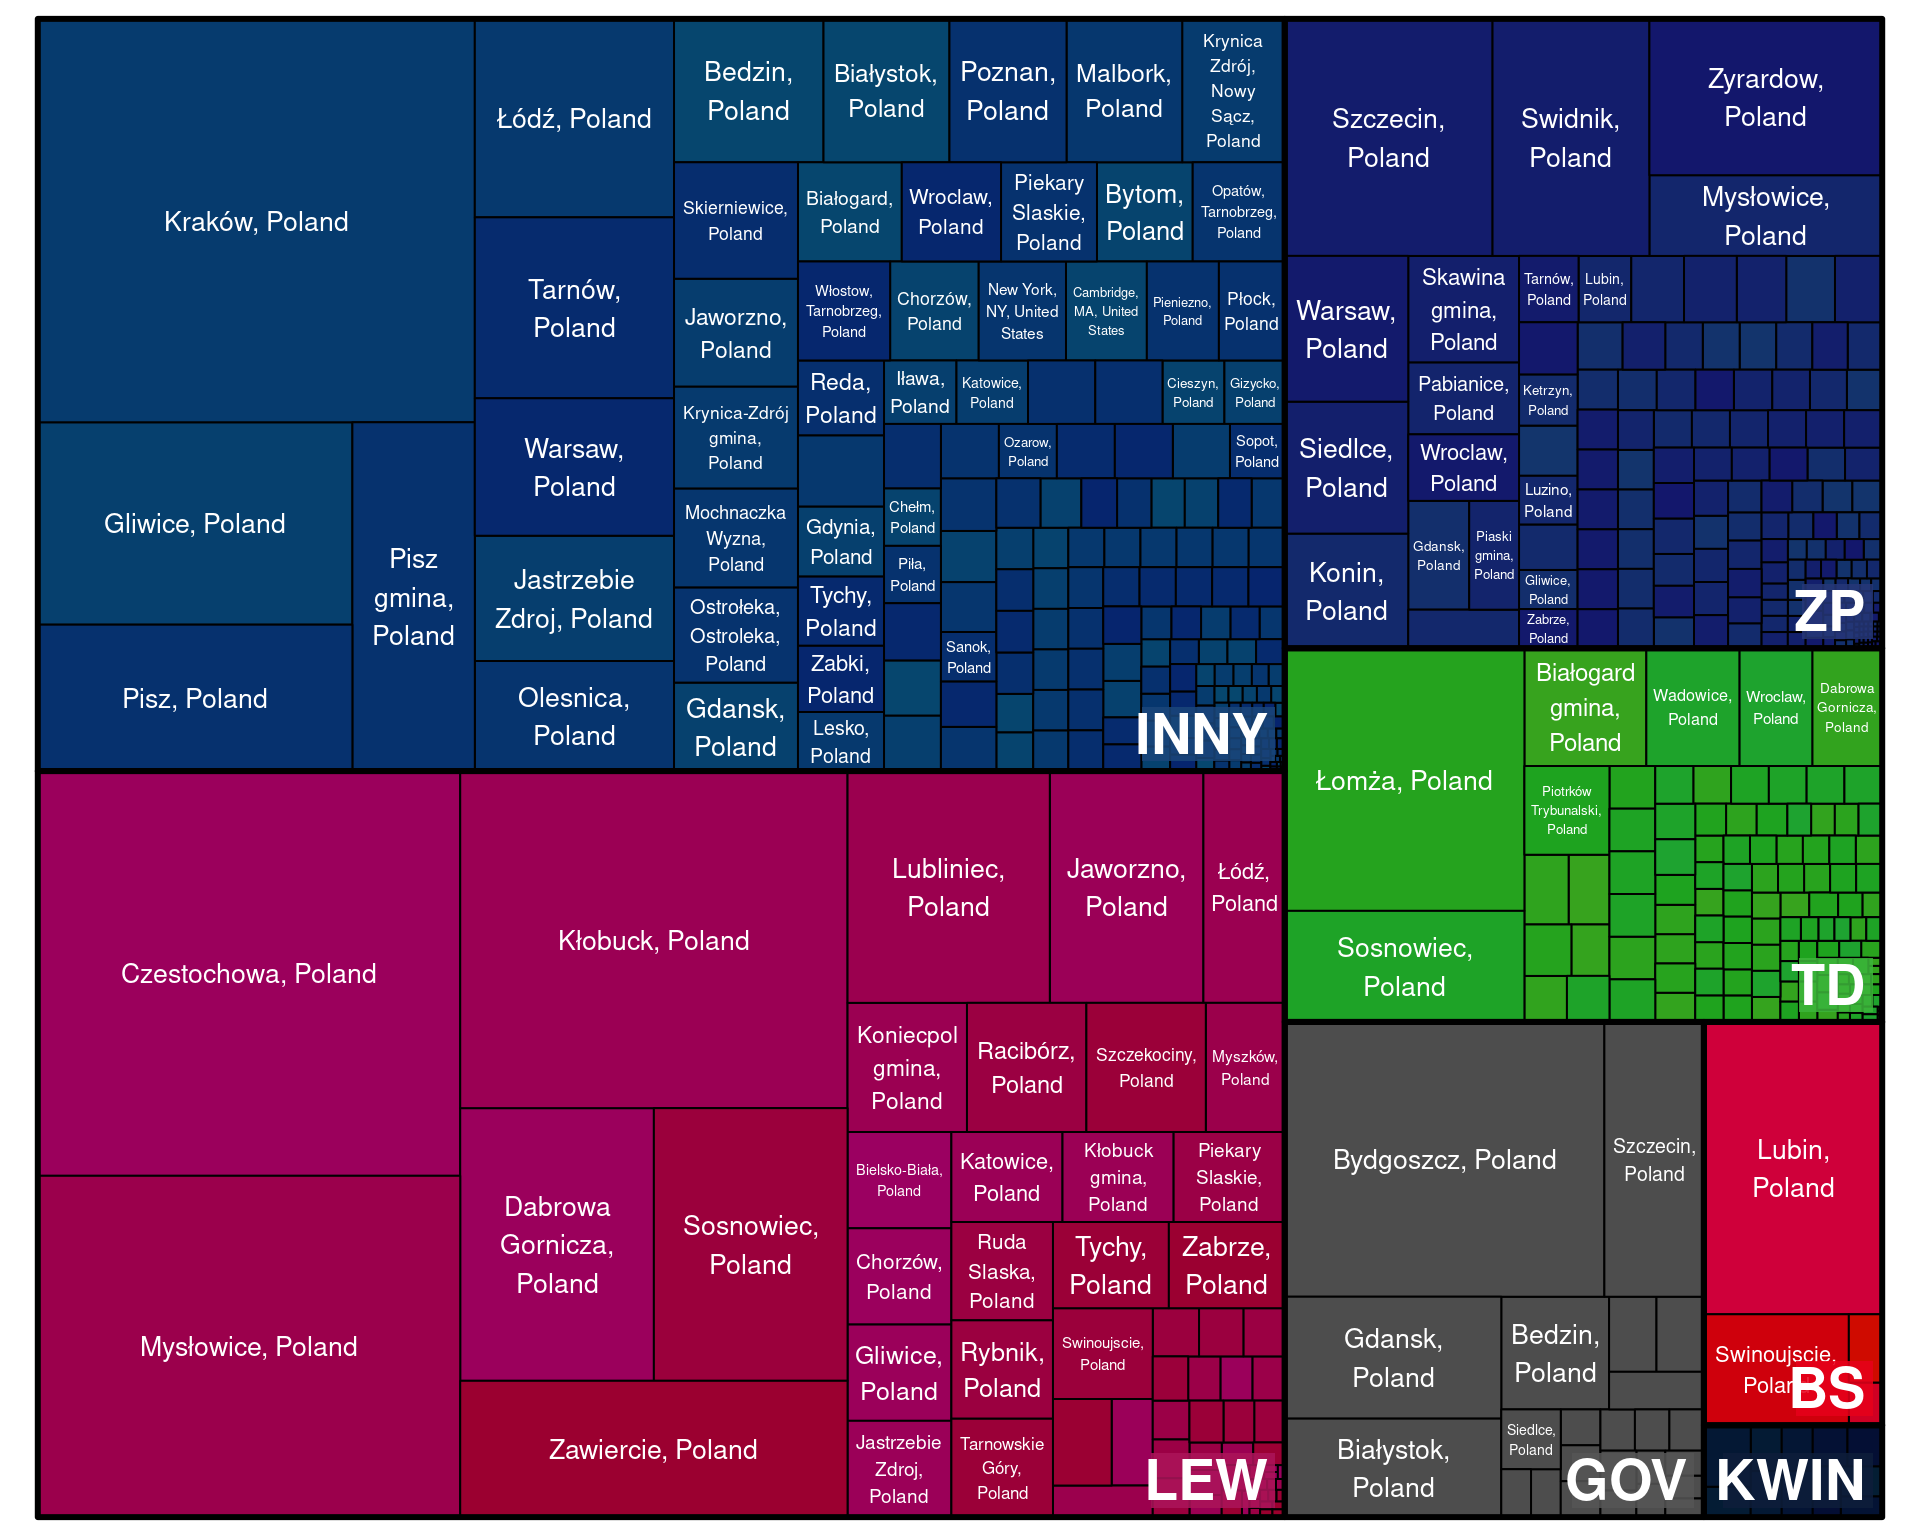 Kraków, Poland
Gliwice, Poland
Pisz, Poland
Pisz
gmina,
Poland
Łódź, Poland
Tarnów,
Poland
Warsaw,
Poland
Jastrzebie
Zdroj, Poland
Olesnica,
Poland
Bedzin,
Poland
Białystok,
Poland
Poznan,
Poland
Malbork,
Poland
Krynica
Zdrój,
Nowy
Sącz,
Poland
Skierniewice,
Poland
Jaworzno,
Poland
Krynica-Zdrój
gmina,
Poland
Mochnaczka
Wyzna,
Poland
Ostrołeka,
Ostroleka,
Poland
Gdansk,
Poland
Białogard,
Poland
Wroclaw,
Poland
Piekary
Slaskie,
Poland
Bytom,
Poland
Opatów,
Tarnobrzeg,
Poland
Włostow,
Tarnobrzeg,
Poland
Chorzów,
Poland
New York,
NY, United
States
Cambridge,
MA, United
States
Pieniezno,
Poland
Płock,
Poland
Reda,
Poland
Iława,
Poland
Katowice,
Poland
Cieszyn,
Poland
Gizycko,
Poland
Ozarow,
Poland
Sopot,
Poland
Gdynia,
Poland
Chełm,
Poland
Tychy,
Poland
Piła,
Poland
Zabki,
Poland
Sanok,
Poland
Lesko,
Poland
INNY
Szczecin,
Poland
Swidnik,
Poland
Zyrardow,
Poland
Mysłowice,
Poland
Warsaw,
Poland
Siedlce,
Poland
Konin,
Poland
Skawina
gmina,
Poland
Pabianice,
Poland
Wroclaw,
Poland
Gdansk,
Poland
Piaski
gmina,
Poland
Tarnów,
Poland
Lubin,
Poland
Ketrzyn,
Poland
Luzino,
Poland
Gliwice,
Poland
Zabrze,
Poland
ZP
Łomża, Poland
Sosnowiec,
Poland
Białogard
gmina,
Poland
Wadowice,
Poland
Wroclaw,
Poland
Dabrowa
Gornicza,
Poland
Piotrków
Trybunalski,
Poland
TD
Czestochowa, Poland
Mysłowice, Poland
Kłobuck, Poland
Dabrowa
Gornicza,
Poland
Sosnowiec,
Poland
Zawiercie, Poland
Lubliniec,
Poland
Jaworzno,
Poland
Łódź,
Poland
Koniecpol
gmina,
Poland
Racibórz,
Poland
Szczekociny,
Poland
Myszków,
Poland
Bielsko-Biała,
Poland
Katowice,
Poland
Kłobuck
gmina,
Poland
Piekary
Slaskie,
Poland
Chorzów,
Poland
Ruda
Slaska,
Poland
Tychy,
Poland
Zabrze,
Poland
Gliwice,
Poland
Rybnik,
Poland
Swinoujscie,
Poland
Jastrzebie
Zdroj,
Poland
Tarnowskie
Góry,
Poland
LEW
Bydgoszcz, Poland
Szczecin,
Poland
Gdansk,
Poland
Bedzin,
Poland
Białystok,
Poland
Siedlce,
Poland
GOV
Lubin,
Poland
Swinoujscie,
Poland
BS
KWIN